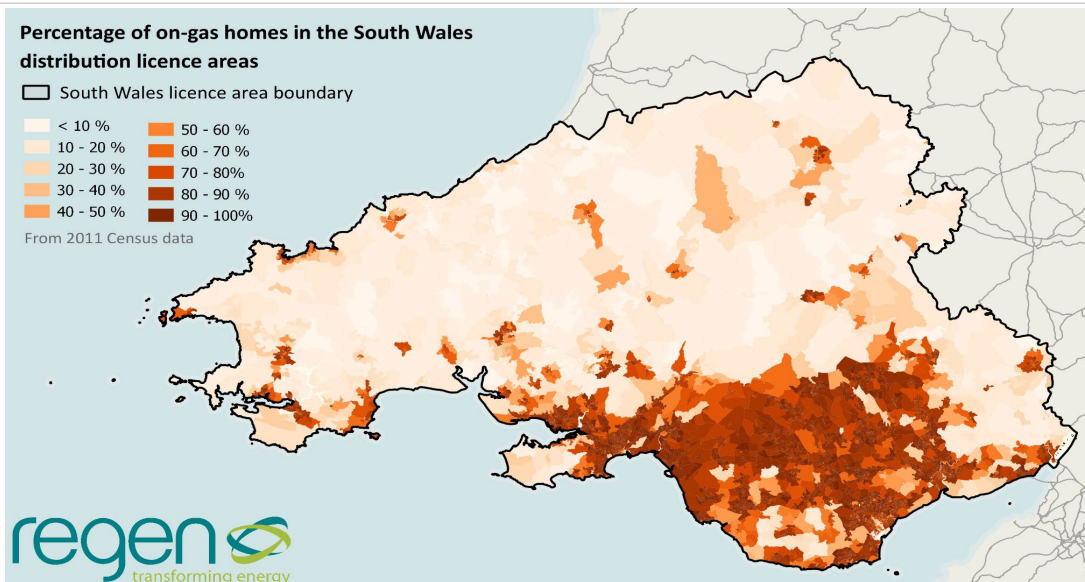 Percentage of on-gas homes in the South Wales
distribution licence areas
South Wales licence area boundary
< 10 %
10 - 20 %
20 - 30 %
30 - 40 %
40 - 50 %
50 - 60 %
60 - 70 %
70 - 80%
80 - 90 %
90 - 100%
From 2011 Census data
regen
transforming energy